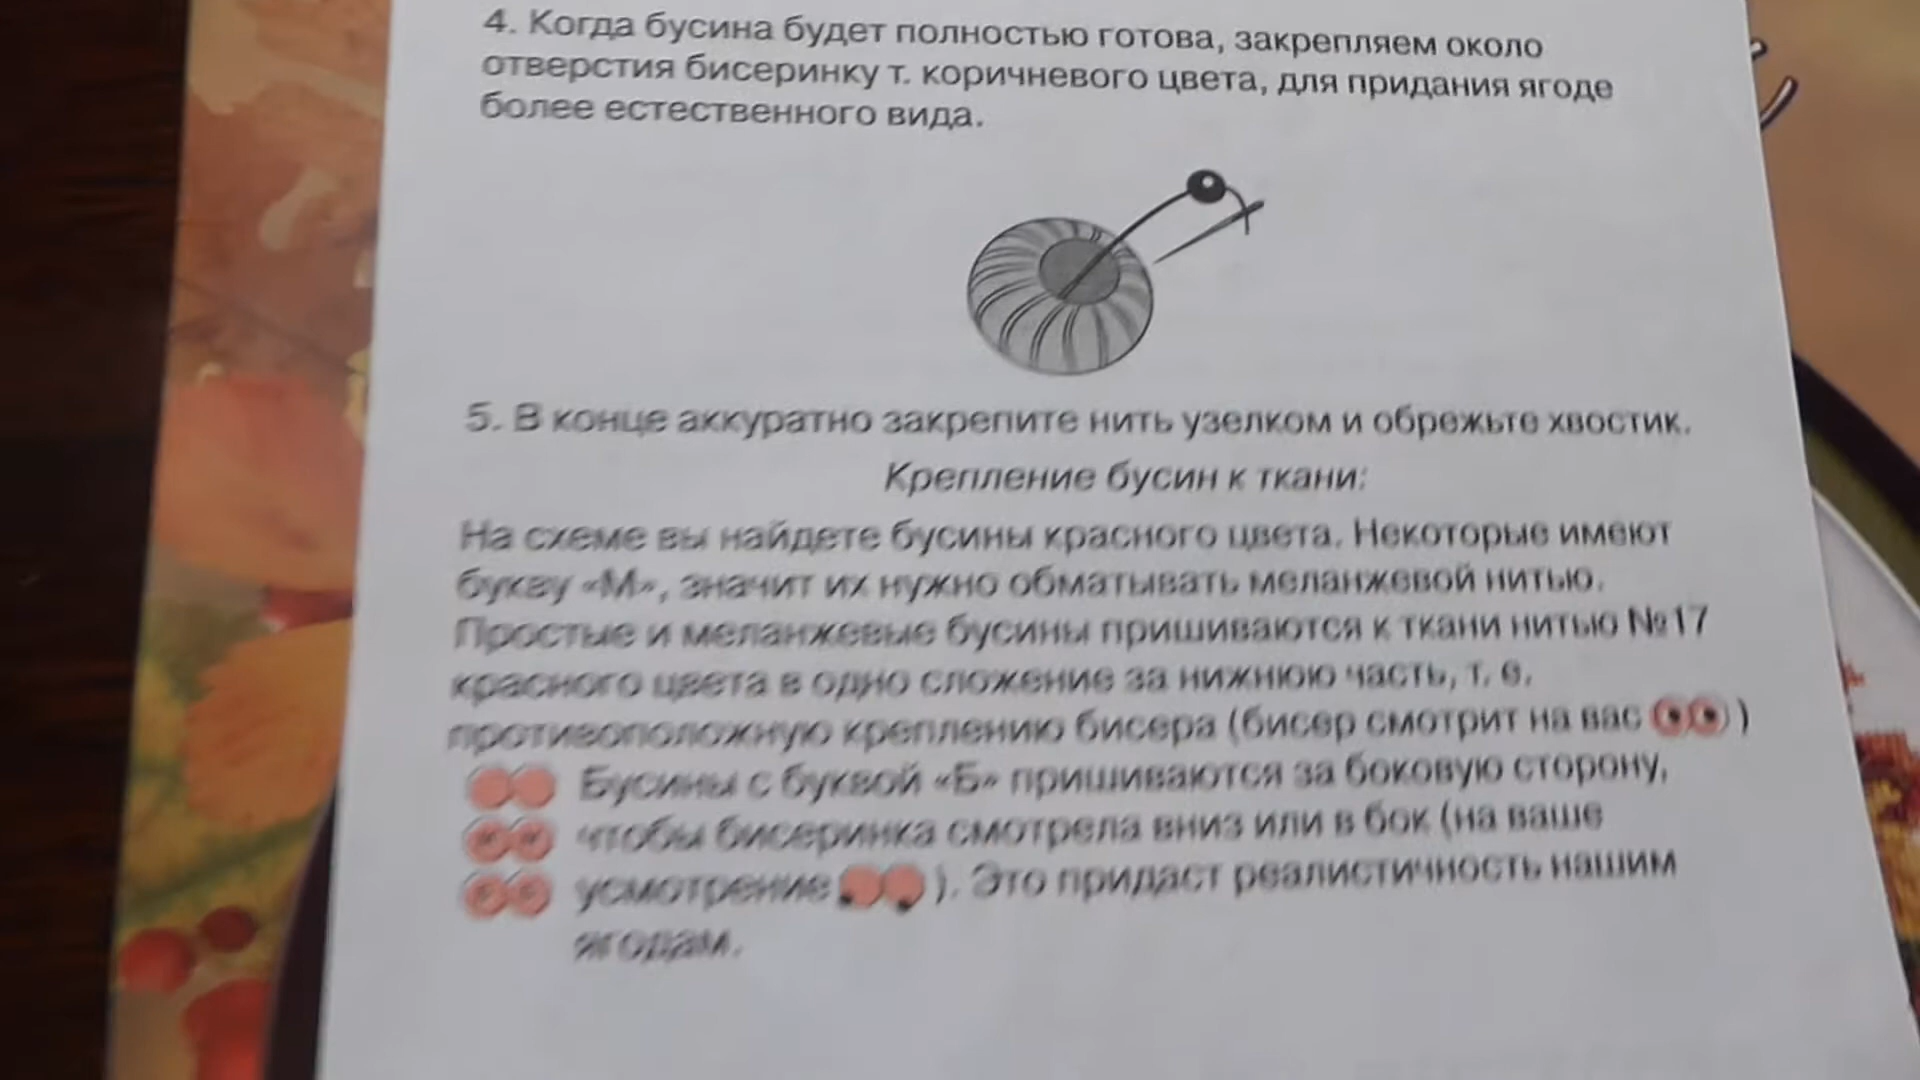 4. Когда бусина будет полностью готова, закрепляем около
отверстия бисеринку т. коричневого цвета, для придания ягоде
более естественного вида.
5. В конце аккуратно закрепите нить узелком и обрежьте хвостик.
Крепление бусин к ткани:
На схеме вы найдете бусины красного цвета. Некоторые имеют
букву «М», значит их нужно обматывать меланжевой нитью.
Простые и меланжевые бусины пришиваются к ткани нитью №17
красного цвета в одно сложение за нижнюю часть, т. е.
противоположную креплению бисера (бисер смотрит на вас )
Бусины с буквой «Б» пришиваются за боковую сторону,
чтобы бисеринка смотрела вниз или в бок (на ваше
усмотрение ). Это придаст реалистичность нашим
ягодам.